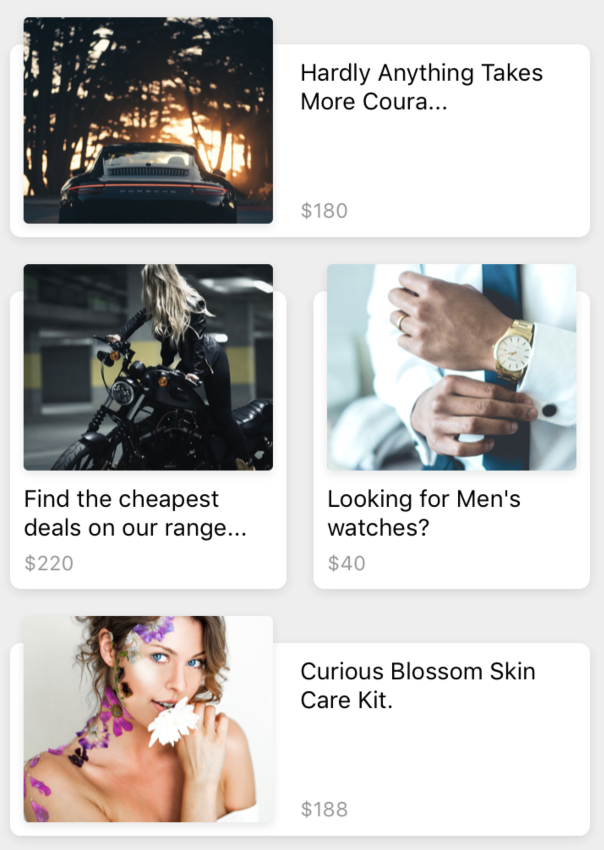 Hardly Anything Takes
More Coura...
PORSCHE
$180
Find the cheapest
deals on our range...
$220
Looking for Men's
watches?
$40
Curious Blossom Skin
Care Kit.
$188